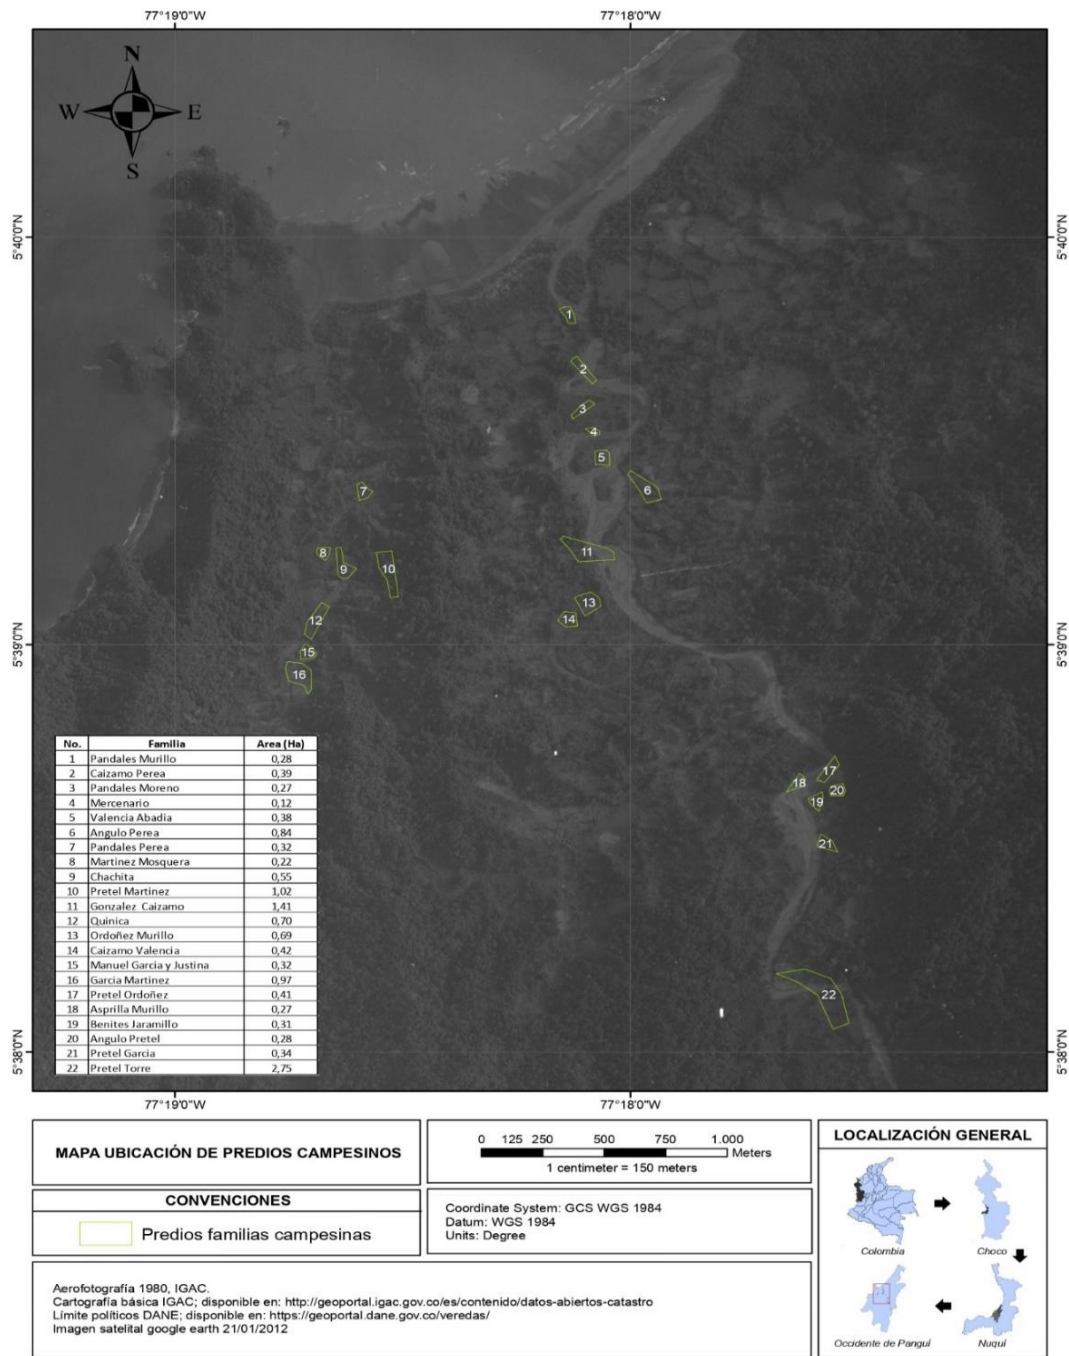 77°19'0"W 77°18'0"W
N
W E
S
5°40'0"N 5°40'0"N
1
2
3
4
5
6
7
8
9
10
11
12
13
14
5°39'0"N 5°39'0"N
15
16
17
18
19
20
21
22
No. Familia Area (Ha)
1 Pandales Murillo 0,28
2 Caizamo Perea 0,39
3 Pandales Moreno 0,27
4 Mercenario 0,12
5 Valencia Abadia 0,38
6 Angulo Perea 0,84
7 Pandales Perea 0,32
8 Martinez Mosquera 0,22
9 Chachita 0,55
10 Pretel Martinez 1,02
11 Gonzalez Caizamo 1,41
12 Quinica 0,70
13 Ordoñez Murillo 0,69
14 Caizamo Valencia 0,42
15 Manuel Garcia y Justina 0,32
16 Garcia Martinez 0,97
17 Pretel Ordoñez 0,41
18 Asprilla Murillo 0,27
19 Benites Jaramillo 0,31
20 Angulo Pretel 0,28
21 Pretel Garcia 0,34
22 Pretel Torre 2,75
5°38'0"N 5°38'0"N
77°19'0"W 77°18'0"W
MAPA UBICACIÓN DE PREDIOS CAMPESINOS
0 125 250 500 750 1.000
Meters
1 centimeter = 150 meters
CONVENCIONES
Predios familias campesinas
Coordinate System: GCS WGS 1984
Datum: WGS 1984
Units: Degree
Aerofotografía 1980, IGAC.
Cartografía básica IGAC; disponible en: http://geoportal.igac.gov.co/es/contenido/datos-abiertos-catastro
Límite políticos DANE; disponible en: https://geoportal.dane.gov.co/veredas/
Imagen satelital google earth 21/01/2012
LOCALIZACIÓN GENERAL
Colombia Choco
Occidente de Panguí Nuquí